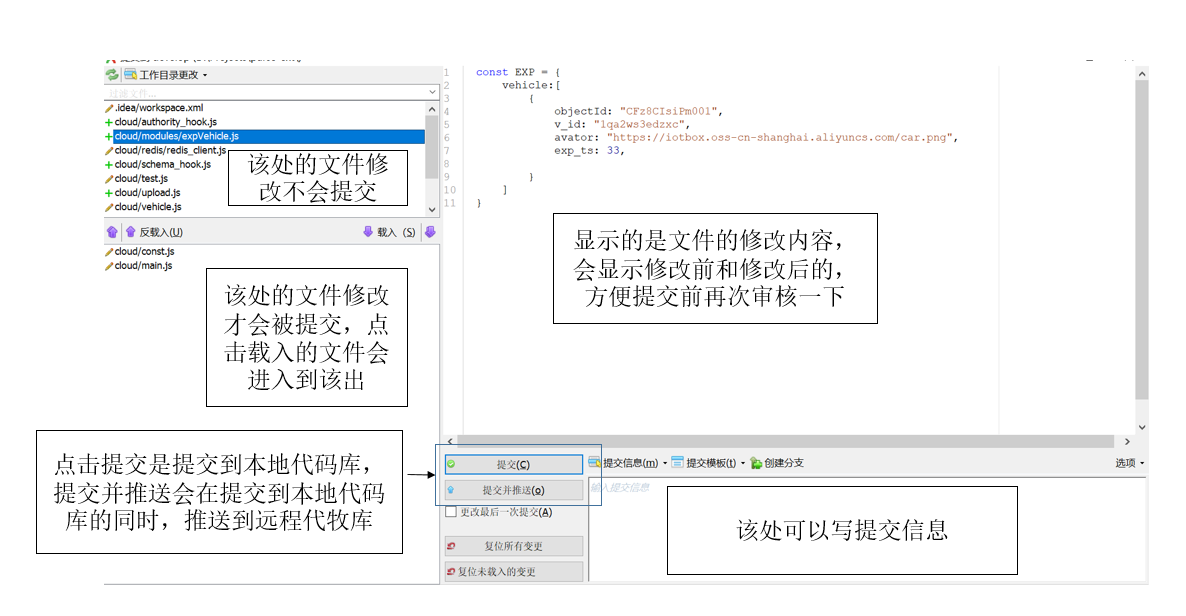 工作目录更改
过滤文件...
.idea/workspace.xml
cloud/authority_hook.js
cloud/modules/expVehicle.js
cloud/redis/redis_client.js
cloud/schema_hook.js
cloud/test.js
cloud/upload.js
cloud/vehicle.js
该处的文件修
改不会提交
反载入(U)
载入 (S)
cloud/const.js
cloud/main.js
该处的文件修改
才会被提交，点
击载入的文件会
进入到该出
1 const EXP = {
2 vehicle:[
3 {
4 objectId: "CFz8CIsiPm001",
5 v_id: "1qa2ws3edzxc",
6 avator: "https://iotbox.oss-cn-shanghai.aliyuncs.com/car.png",
7 exp_ts: 33,
8
9 }
10 ]
11 }
显示的是文件的修改内容，
会显示修改前和修改后的，
方便提交前再次审核一下
点击提交是提交到本地代码库，
提交并推送会在提交到本地代码
库的同时，推送到远程代牧库
提交(C)
提交并推送(o)
更改最后一次提交(A)
复位所有变更
复位未载入的变更
提交信息(m) 提交模板(t) 创建分支 选项
输入提交信息
该处可以写提交信息